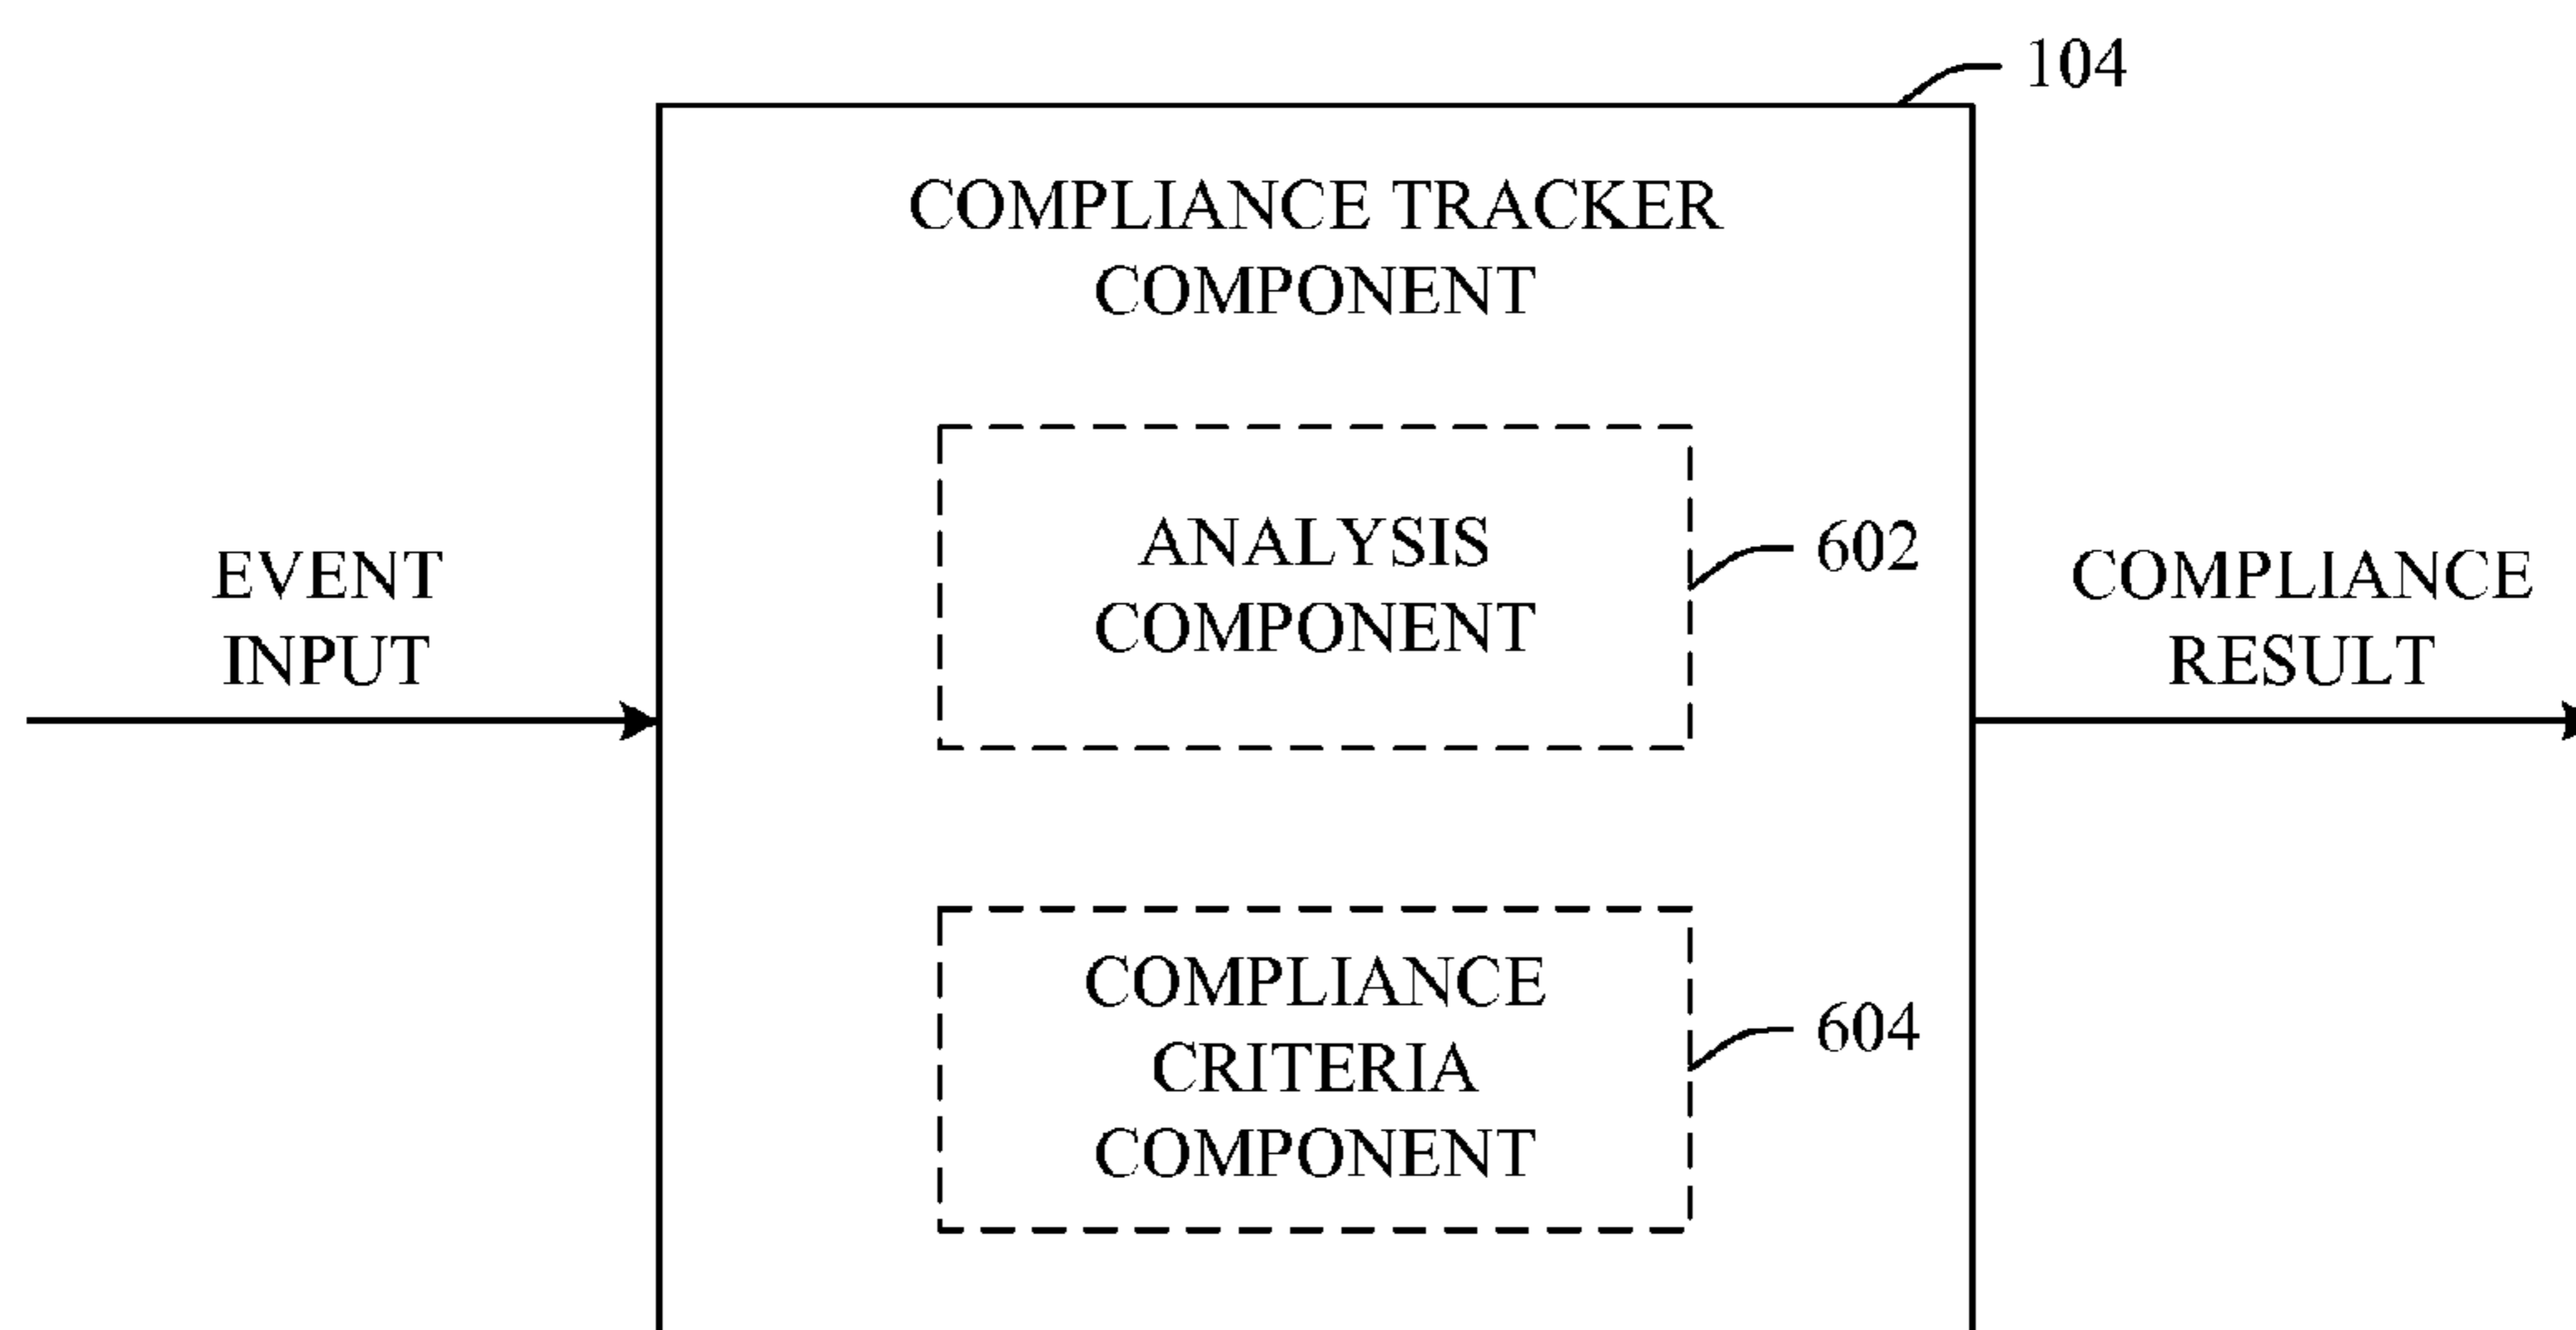 104
COMPLIANCE TRACKER
COMPONENT
EVENT
INPUT
ANALYSIS
COMPONENT
602
COMPLIANCE
RESULT
COMPLIANCE
CRITERIA
COMPONENT
604